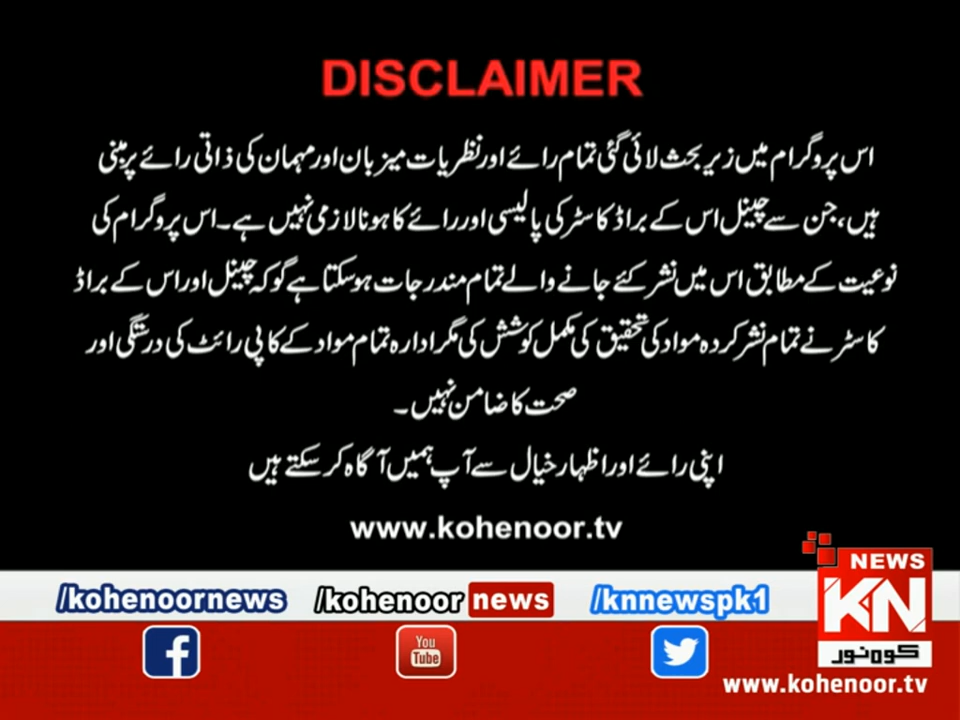 DISCLAIMER
اس پروگرام میں زیر بحث لائی گئی تمام رائے اور نظریات میزبان اور مہمان کی ذاتی رائے پر مبنی
ہیں، جن سے چینل اس کے براڈ کاسٹر کی پالیسی اور رائے کا ہونا لازمی نہیں ہے۔ اس پروگرام کی
نوعیت کے مطابق اس میں نشر کئے جانے والے تمام مندرجات ہو سکتا ہے گو کہ چینل اور اس کے براڈ
کاسٹر نے تمام نشر کردہ مواد کی تحقیق کی مکمل کوشش کی مگر ادارہ تمام مواد کے کاپی رائٹ کی درستگی اور
صحت کا ضامن نہیں۔
اپنی رائے اور اظہار خیال سے آپ ہمیں آگاہ کر سکتے ہیں
www.kohenoor.tv
/kohenoornews /kohenoor news /knnewspk1
You Tube
NEWS
KN
کوہ نور
www.kohenoor.tv